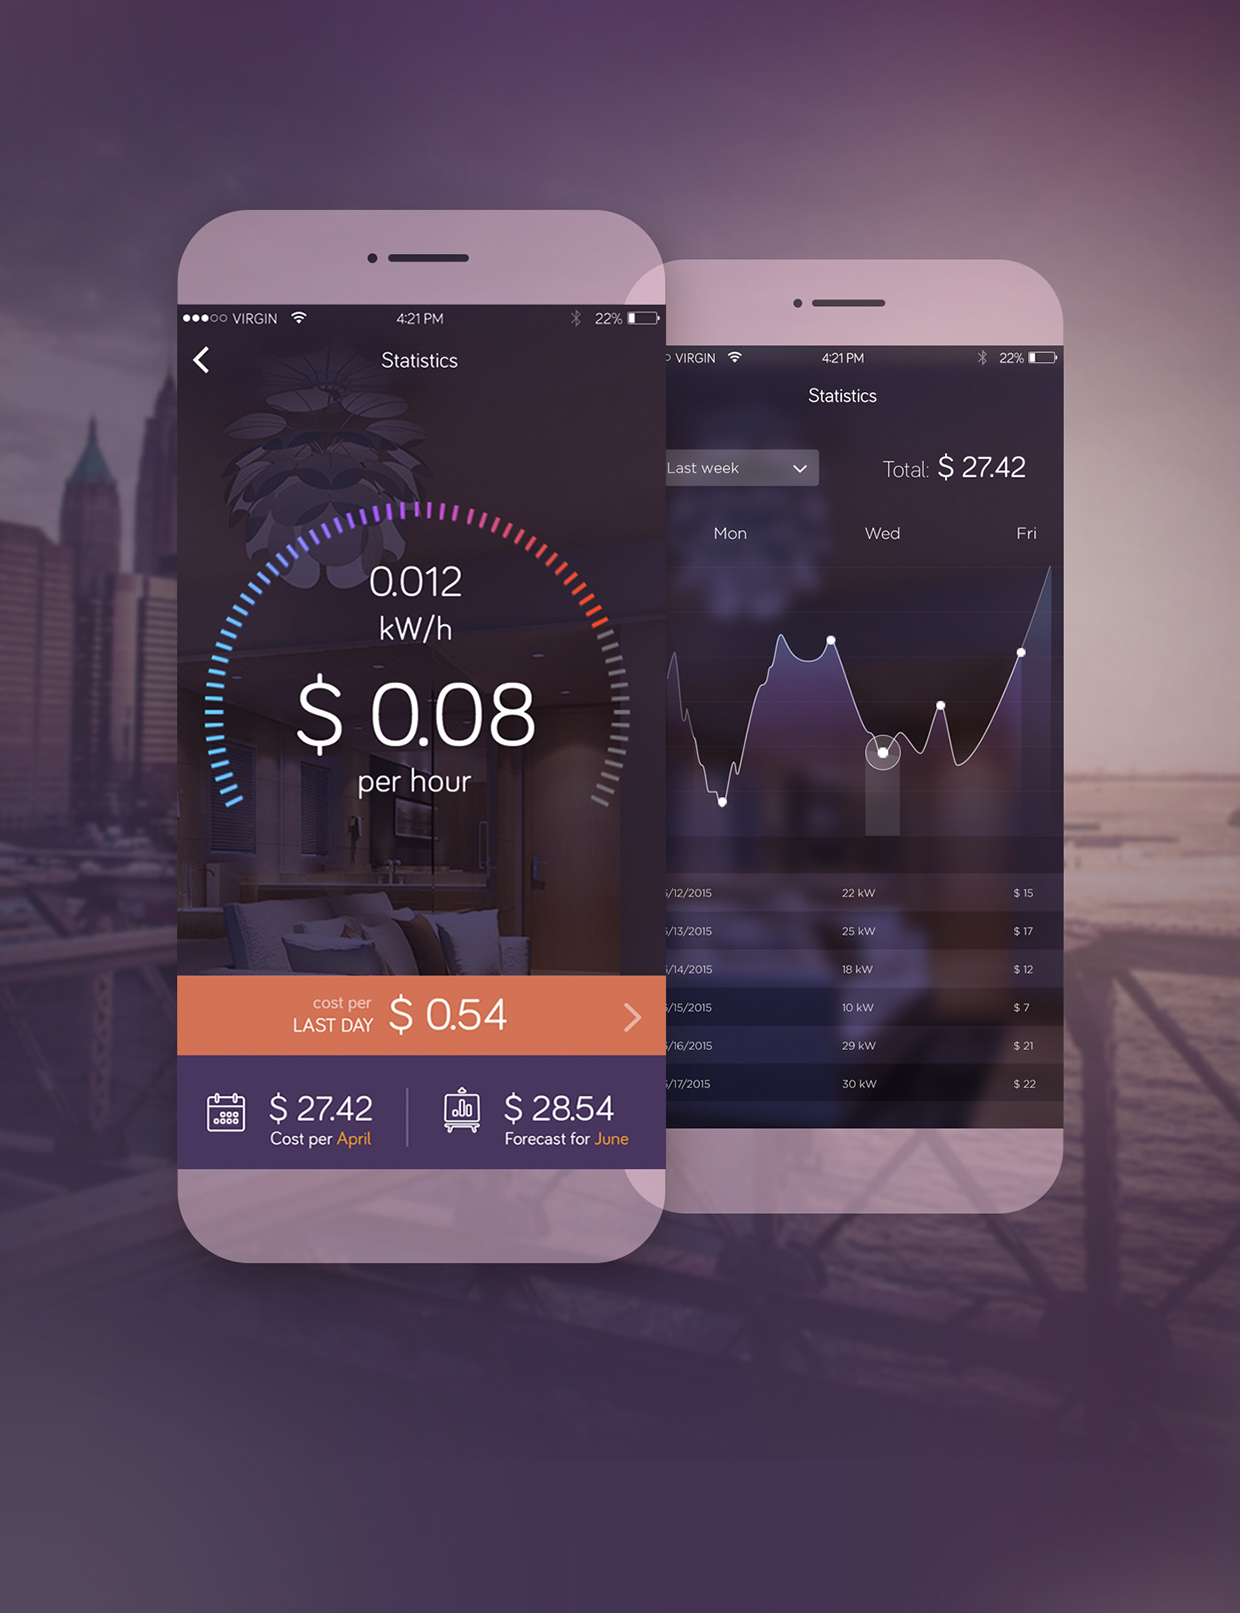 VIRGIN
4:21 PM
22%
Statistics
0.012
kW/h
$ 0.08
per hour
cost per
LAST DAY
$ 0.54
$ 27.42
Cost per April
$ 28.54
Forecast for June
VIRGIN
4:21 PM
22%
Statistics
Last week
Total: $ 27.42
Mon Wed Fri
/12/2015 22 kW $ 15
/13/2015 25 kW $ 17
/14/2015 18 kW $ 12
/15/2015 10 kW $ 7
/16/2015 29 kW $ 21
/17/2015 30 kW $ 22